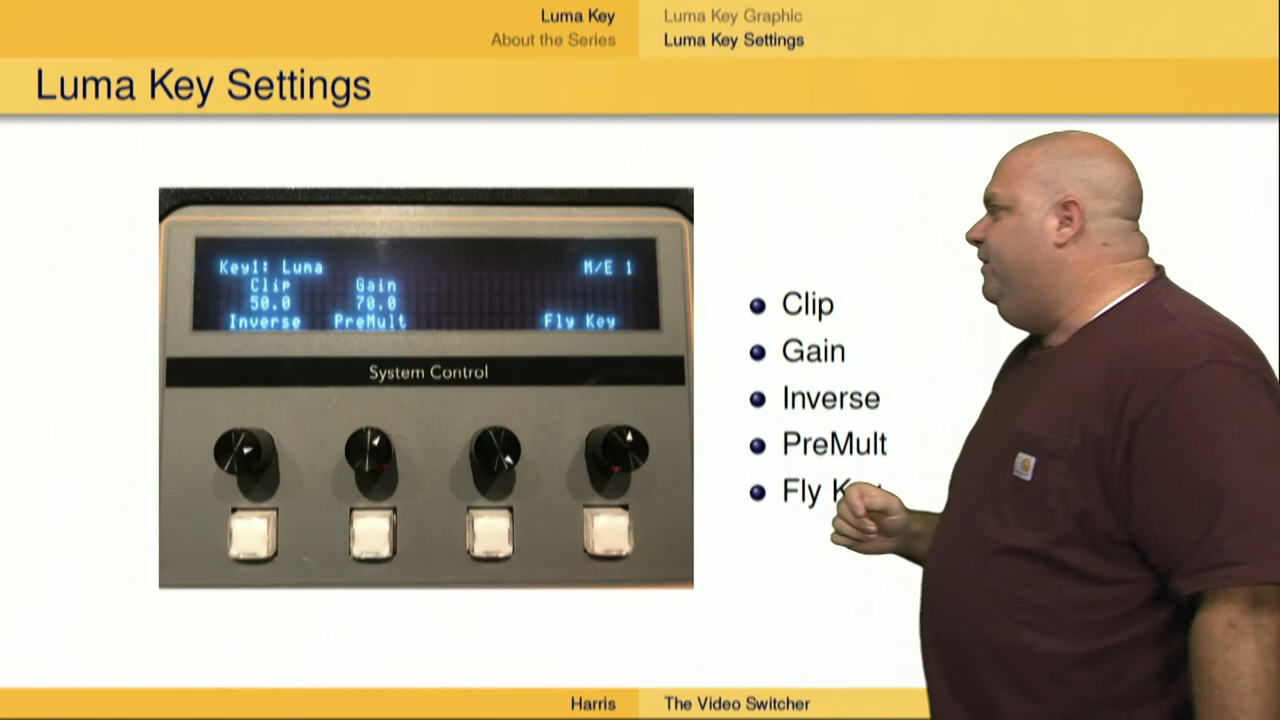 Luma Key
About the Series
Luma Key Graphic
Luma Key Settings
Luma Key Settings
Key1: Luma M/E 1
Clip Gain
50.0 70.0
Inverse PreMult Fly Key
System Control
Clip
Gain
Inverse
PreMult
Fly
Harris
The Video Switcher